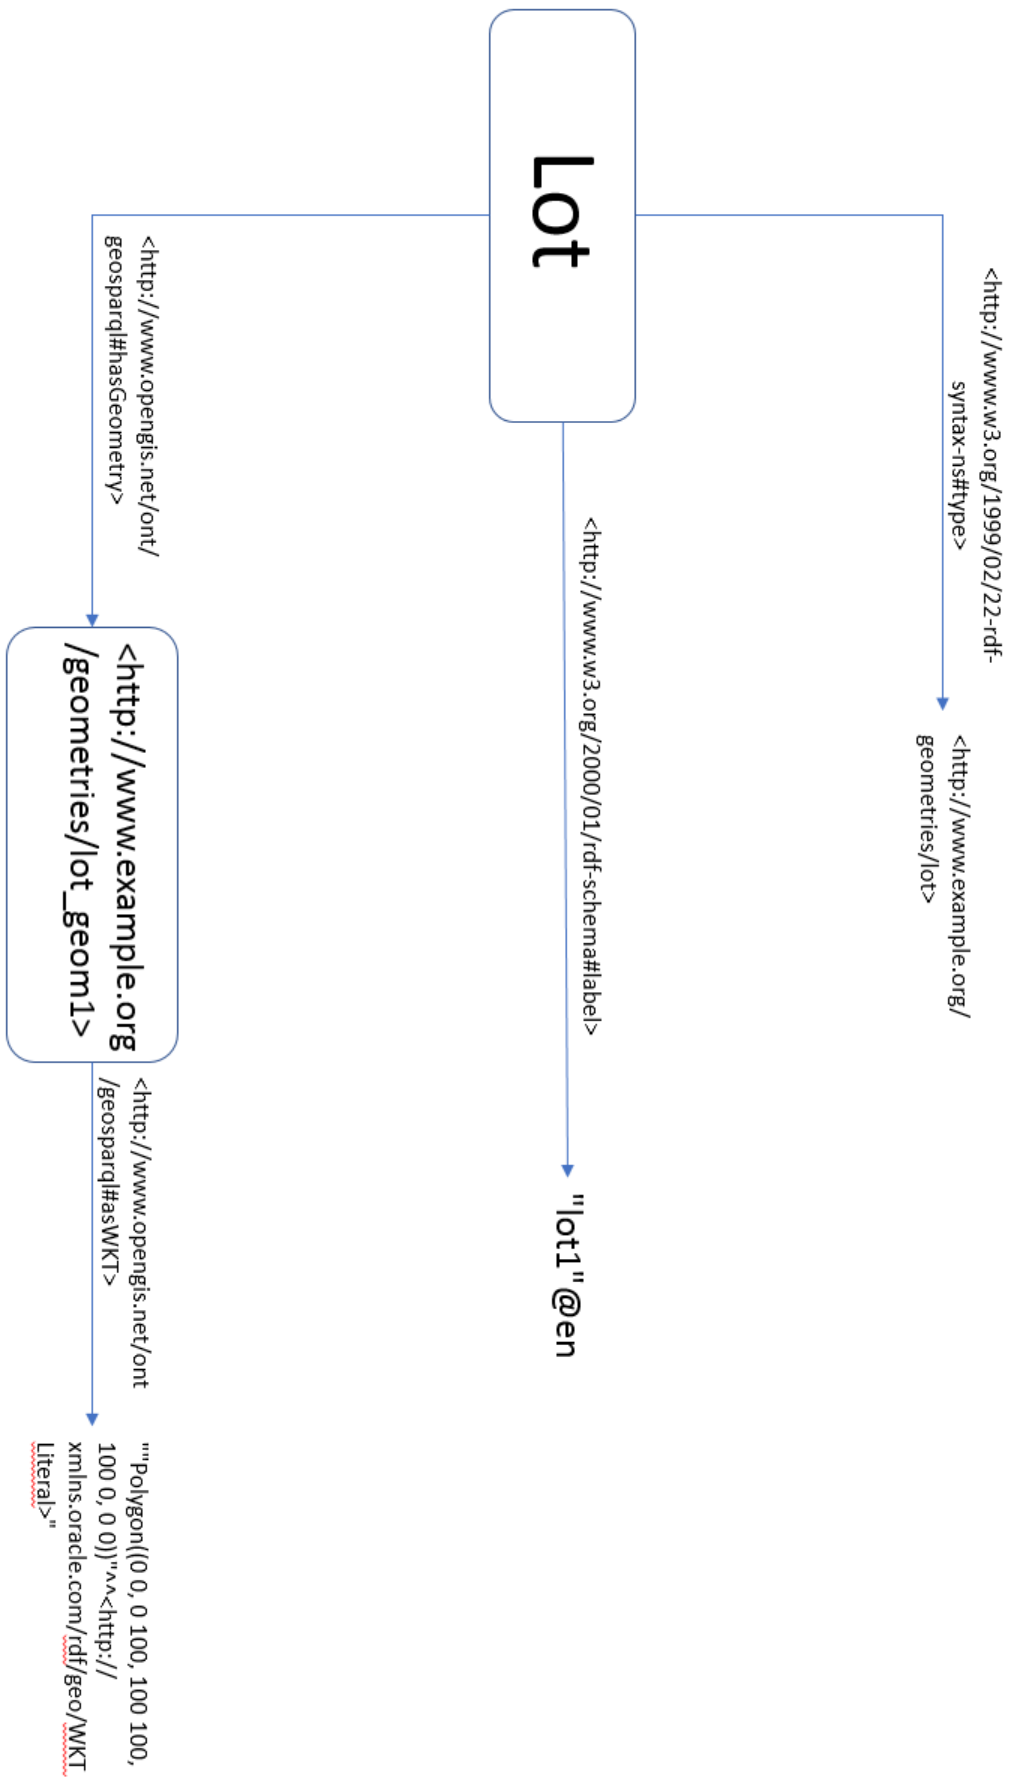 Lot
<http://www.w3.org/1999/02/22-rdf-
syntax-ns#type>
<http://www.example.org/
geometries/lot>
<http://www.w3.org/2000/01/rdf-schema#label>
"lot1"@en
<http://www.opengis.net/ont/
geosparql#hasGeometry>
<http://www.example.org
/geometries/lot_geom1>
<http://www.opengis.net/ont
/geosparql#asWKT>
""Polygon((0 0, 0 100, 100 100,
100 0, 0 0))"^^<http://
xmlns.oracle.com/rdf/geo/WKT
Literal>"